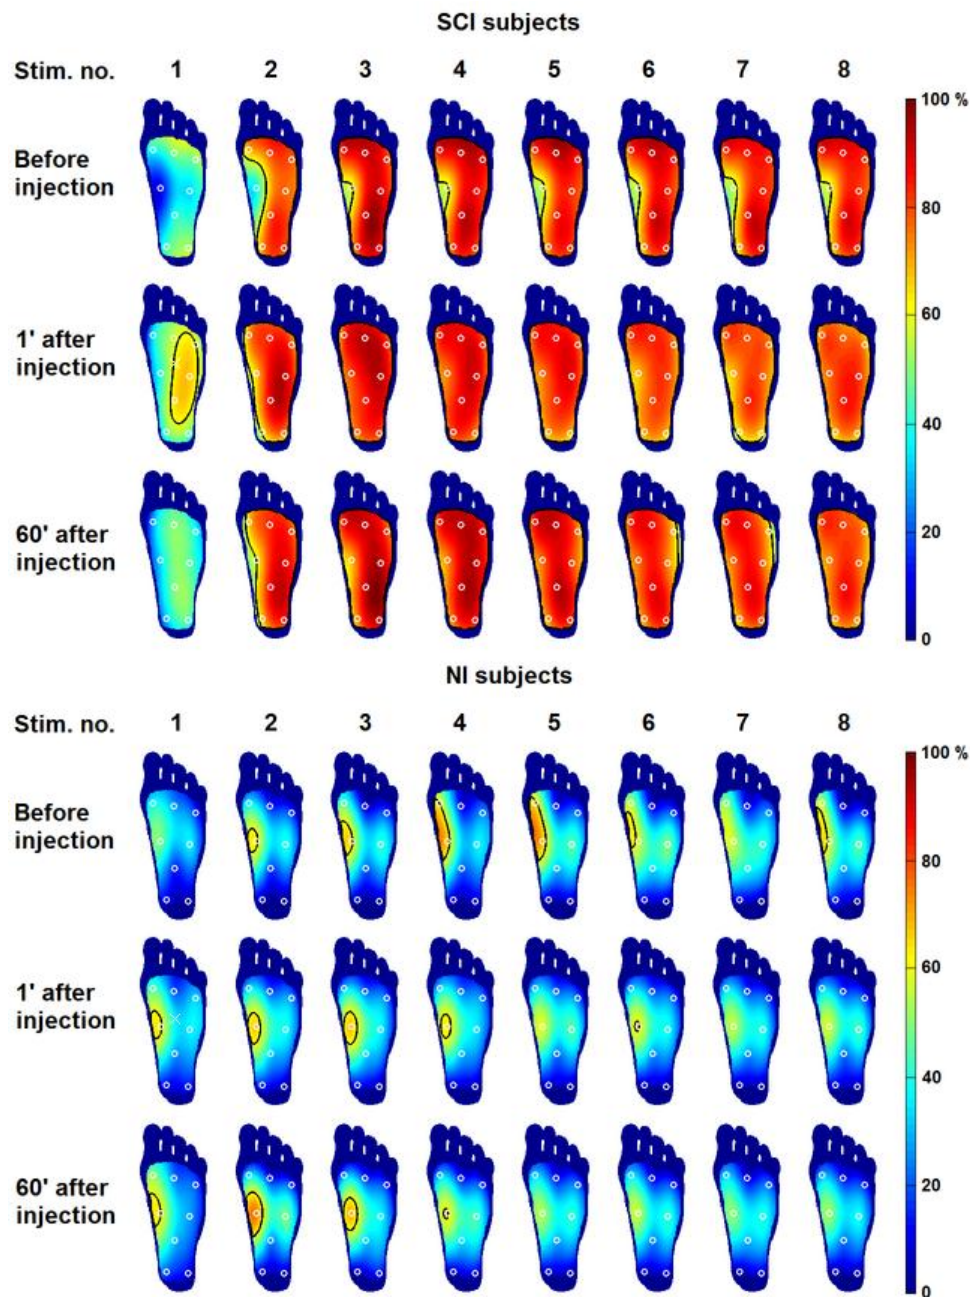 SCI subjects
Stim. no. 1 2 3 4 5 6 7 8
Before
injection
1' after
injection
60' after
injection
100 %
80
60
40
20
0
NI subjects
Stim. no. 1 2 3 4 5 6 7 8
Before
injection
1' after
injection
60' after
injection
100 %
80
60
40
20
0